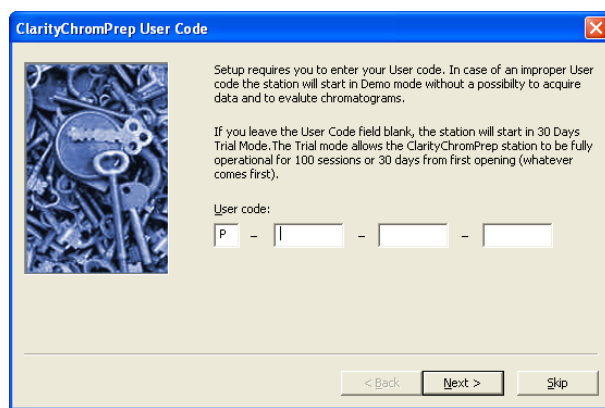 ClarityChromPrep User Code
Setup requires you to enter your User code. In case of an improper User
code the station will start in Demo mode without a possibilty to acquire
data and to evalute chromatograms.
If you leave the User Code field blank, the station will start in 30 Days
Trial Mode.The Trial mode allows the ClarityChromPrep station to be fully
operational for 100 sessions or 30 days from first opening (whatever
comes first).
User code:
P - - -
< Back Next > Skip